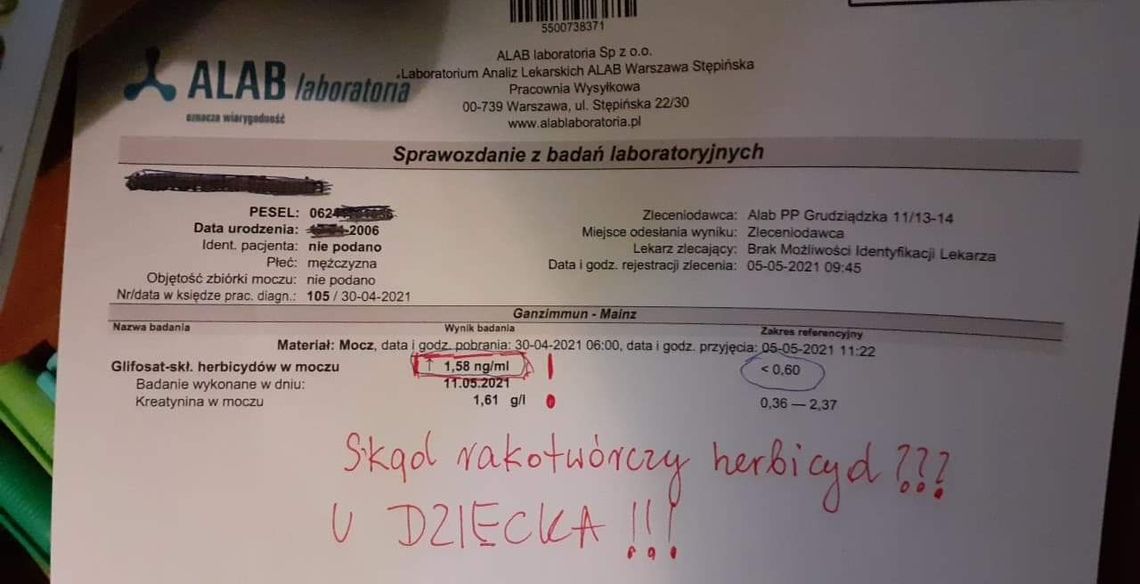 5500738371
ALAB laboratoria Sp z o.o.
Laboratorium Analiz Lekarskich ALAB Warszawa Stępińska
Pracownia Wysyłkowa
00-739 Warszawa, ul. Stępińska 22/30
www.alablaboratoria.pl
ALAB laboratoria
oznacza wiarygodność
Sprawozdanie z badań laboratoryjnych
PESEL: 0624
Data urodzenia: -2006
Ident. pacjenta: nie podano
Płeć: mężczyzna
Objętość zbiórki moczu: nie podano
Nr/data w księdze prac. diagn.: 105 / 30-04-2021
Zleceniodawca: Alab PP Grudziądzka 11/13-14
Miejsce odesłania wyniku: Zleceniodawca
Lekarz zlecający: Brak Możliwości Identyfikacji Lekarza
Data i godz. rejestracji zlecenia: 05-05-2021 09:45
Ganzimmun - Mainz
Nazwa badania Wynik badania Zakres referencyjny
Materiał: Mocz, data i godz. pobrania: 30-04-2021 06:00, data i godz. przyjęcia: 05-05-2021 11:22
Glifosat-skł. herbicydów w moczu ↑ 1,58 ng/ml ! < 0,60
Badanie wykonane w dniu: 11.05.2021
Kreatynina w moczu 1,61 g/l 0,36 — 2,37
Skąd rakotwórczy herbicyd ???
U DZIECKA !!!